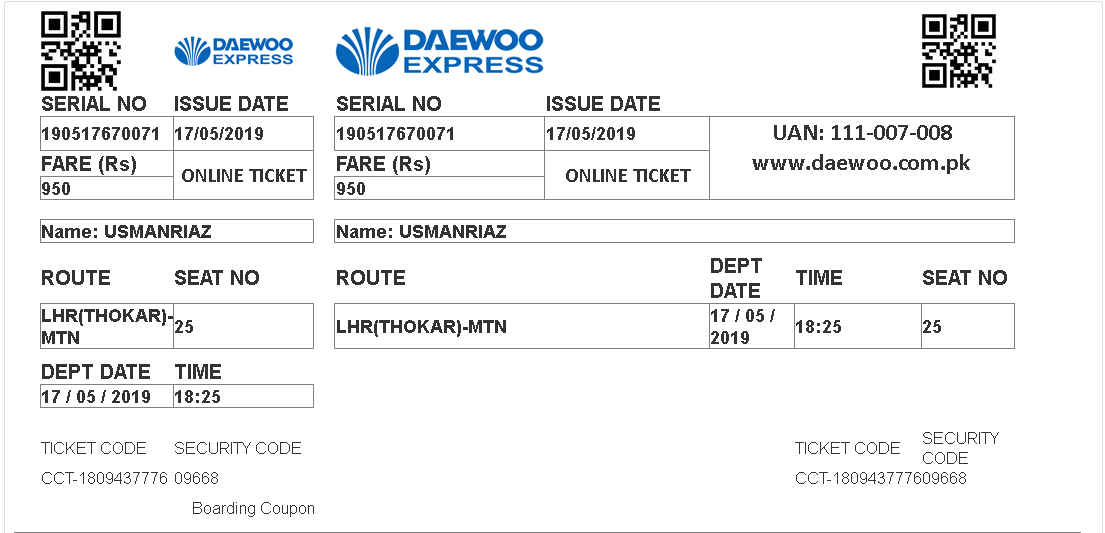 DAEWOO
EXPRESS
SERIAL NO ISSUE DATE
190517670071 17/05/2019
FARE (Rs)
950
ONLINE TICKET
Name: USMANRIAZ
ROUTE SEAT NO
LHR(THOKAR)-
MTN
25
DEPT DATE TIME
17 / 05 / 2019 18:25
TICKET CODE SECURITY CODE
CCT-1809437776 09668
Boarding Coupon
DAEWOO
EXPRESS
SERIAL NO ISSUE DATE
190517670071 17/05/2019
FARE (Rs)
950
ONLINE TICKET
UAN: 111-007-008
www.daewoo.com.pk
Name: USMANRIAZ
ROUTE
DEPT
DATE
TIME SEAT NO
LHR(THOKAR)-MTN
17 / 05 /
2019
18:25 25
TICKET CODE
SECURITY
CODE
CCT-180943777609668